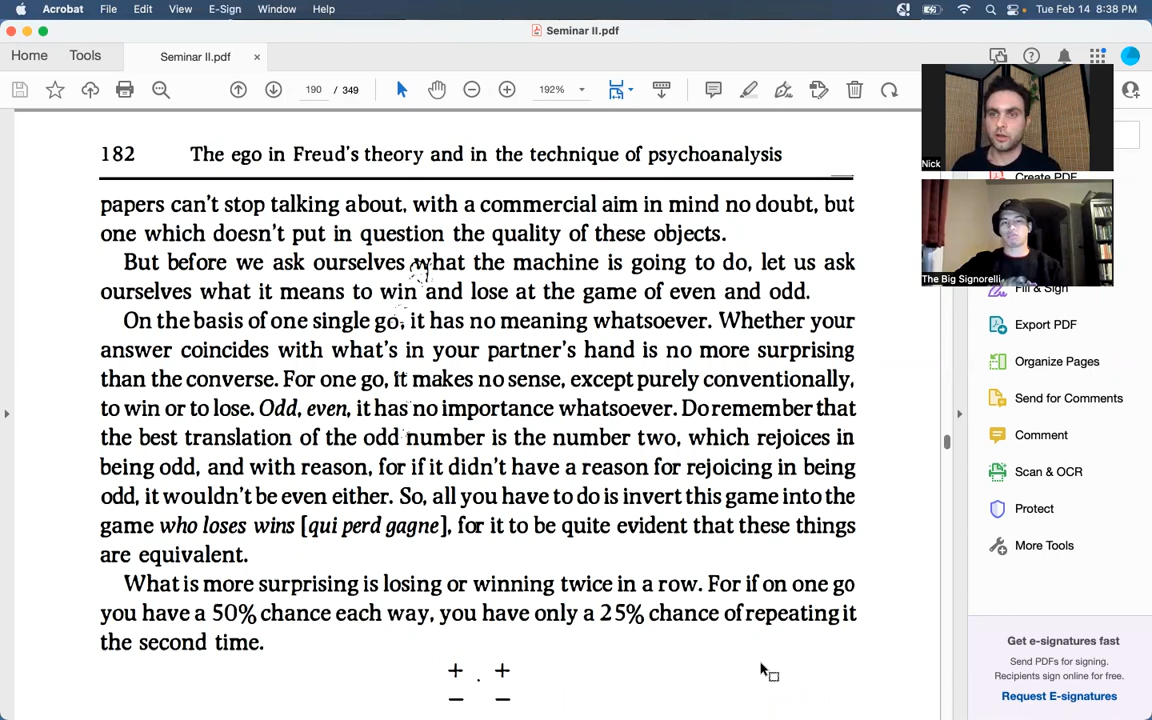 Acrobat File Edit View Window Help Tue Feb 14 8:38 PM
Seminar II.pdf
Home Tools Seminar II.pdf ×
190 / 349 192%
182 The ego in Freud's theory and in the technique of psychoanalysis
papers can't stop talking about, with a commercial aim in mind no doubt, but
one which doesn't put in question the quality of these objects.
But before we ask ourselves what the machine is going to do, let us ask
ourselves what it means to win and lose at the game of even and odd.
On the basis of one single go, it has no meaning whatsoever. Whether your
answer coincides with what's in your partner's hand is no more surprising
than the converse. For one go, it makes no sense, except purely conventionally,
to win or to lose. Odd, even, it has no importance whatsoever. Do remember that
the best translation of the odd number is the number two, which rejoices in
being odd, and with reason, for if it didn't have a reason for rejoicing in being
odd, it wouldn't be even either. So, all you have to do is invert this game into the
game who loses wins [qui perd gagne], for it to be quite evident that these things
are equivalent.
What is more surprising is losing or winning twice in a row. For if on one go
you have a 50% chance each way, you have only a 25% chance of repeating it
the second time.
+ . +
− −
Nick
The Big Signorelli
Create PDF
Fill & Sign
Export PDF
Organize Pages
Send for Comments
Comment
Scan & OCR
Protect
More Tools
Get e-signatures fast
Send PDFs for signing.
Recipients sign online for free.
Request E-signatures